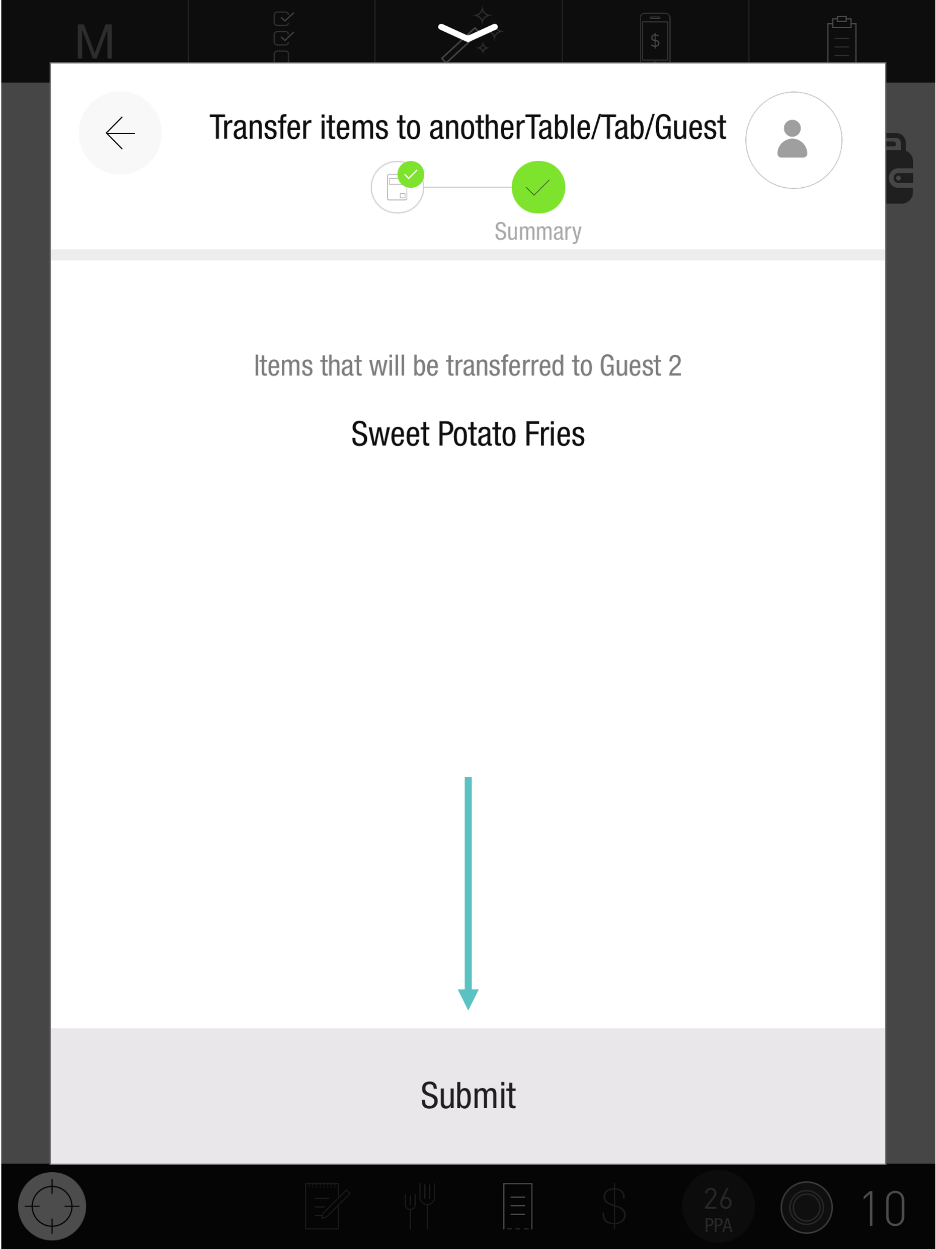 M
$
Transfer items to anotherTable/Tab/Guest
Summary
Items that will be transferred to Guest 2
Sweet Potato Fries
Submit
$
26
PPA
10